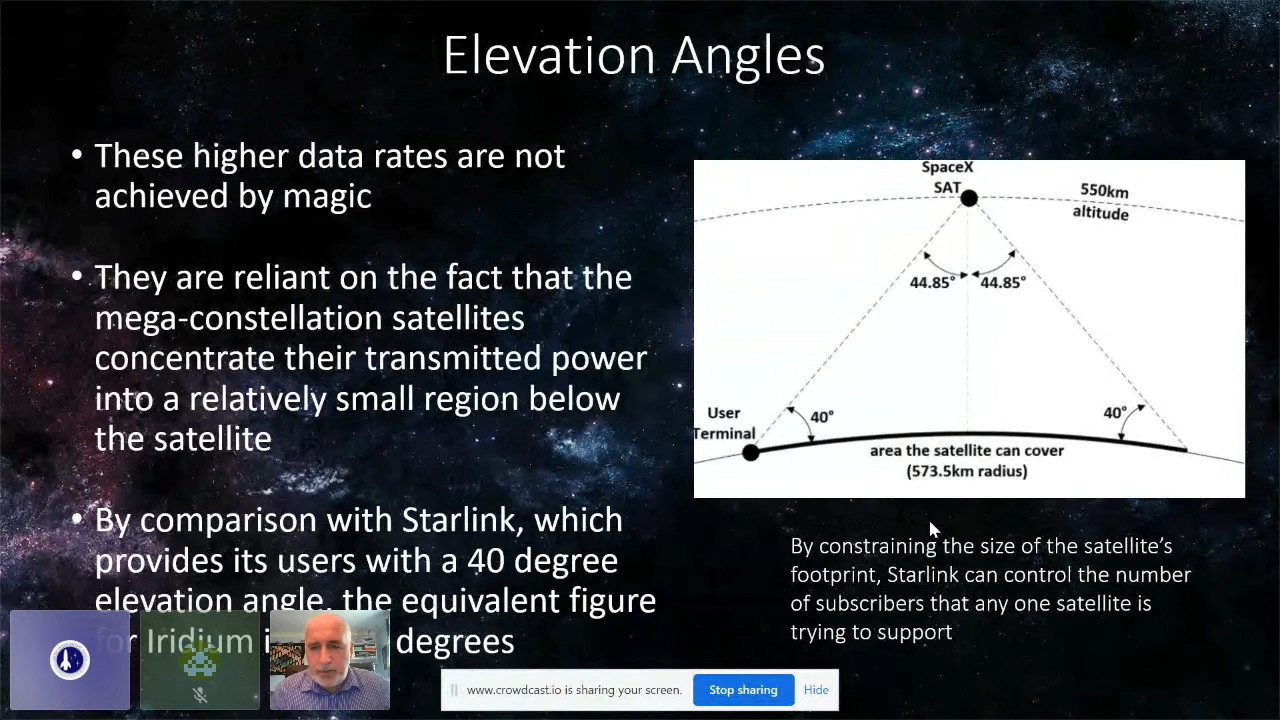 Elevation Angles
• These higher data rates are not
achieved by magic
• They are reliant on the fact that the
mega-constellation satellites
concentrate their transmitted power
into a relatively small region below
the satellite
• By comparison with Starlink, which
provides its users with a 40 degree
elevation angle, the equivalent figure
for Iridium degrees
SpaceX
SAT
550km
altitude
44.85° 44.85°
User
Terminal
40°
40°
area the satellite can cover
(573.5km radius)
By constraining the size of the satellite’s
footprint, Starlink can control the number
of subscribers that any one satellite is
trying to support
www.crowdcast.io is sharing your screen.
Stop sharing
Hide